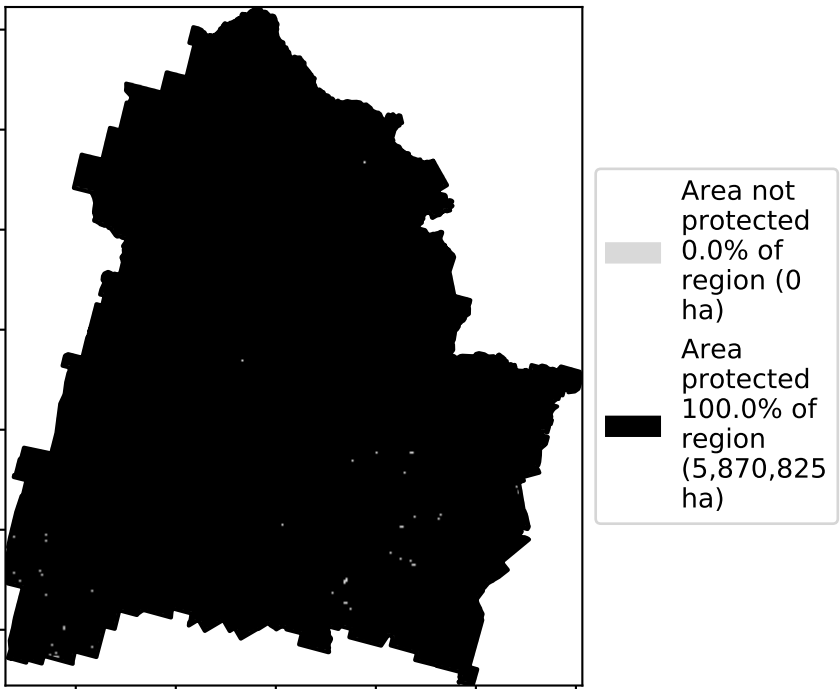 Area not
protected
0.0% of
region (0
ha)
Area
protected
100.0% of
region
(5,870,825
ha)